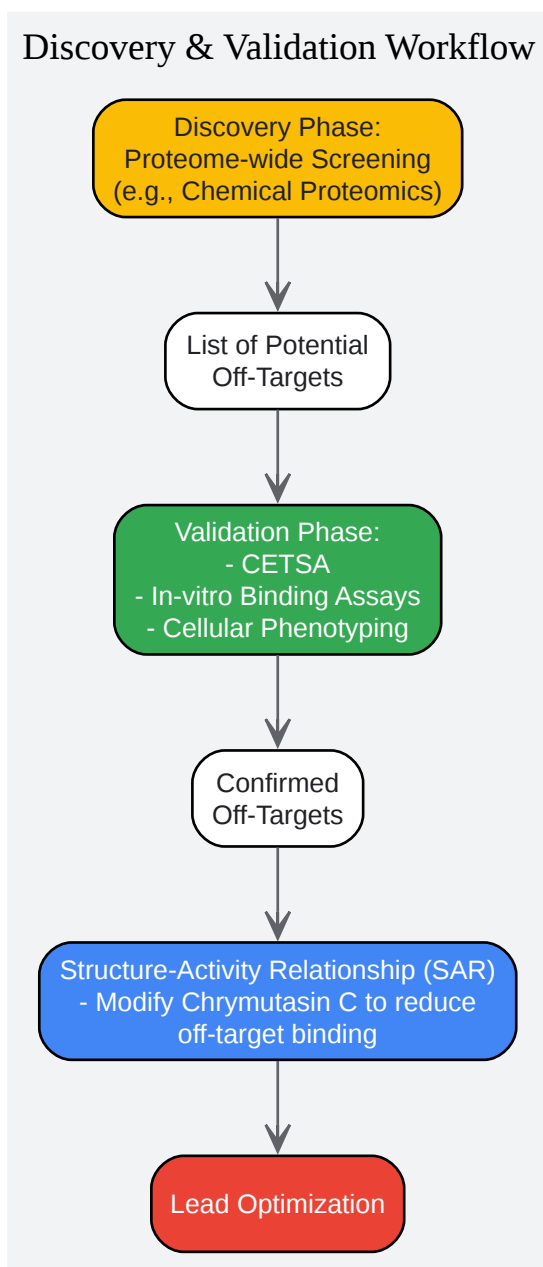 Discovery & Validation Workflow
Discovery Phase:
Proteome-wide Screening
(e.g., Chemical Proteomics)
List of Potential
Off-Targets
Validation Phase:
- CETSA
- In-vitro Binding Assays
- Cellular Phenotyping
Confirmed
Off-Targets
Structure-Activity Relationship (SAR)
- Modify Chrymutasin C to reduce
off-target binding
Lead Optimization